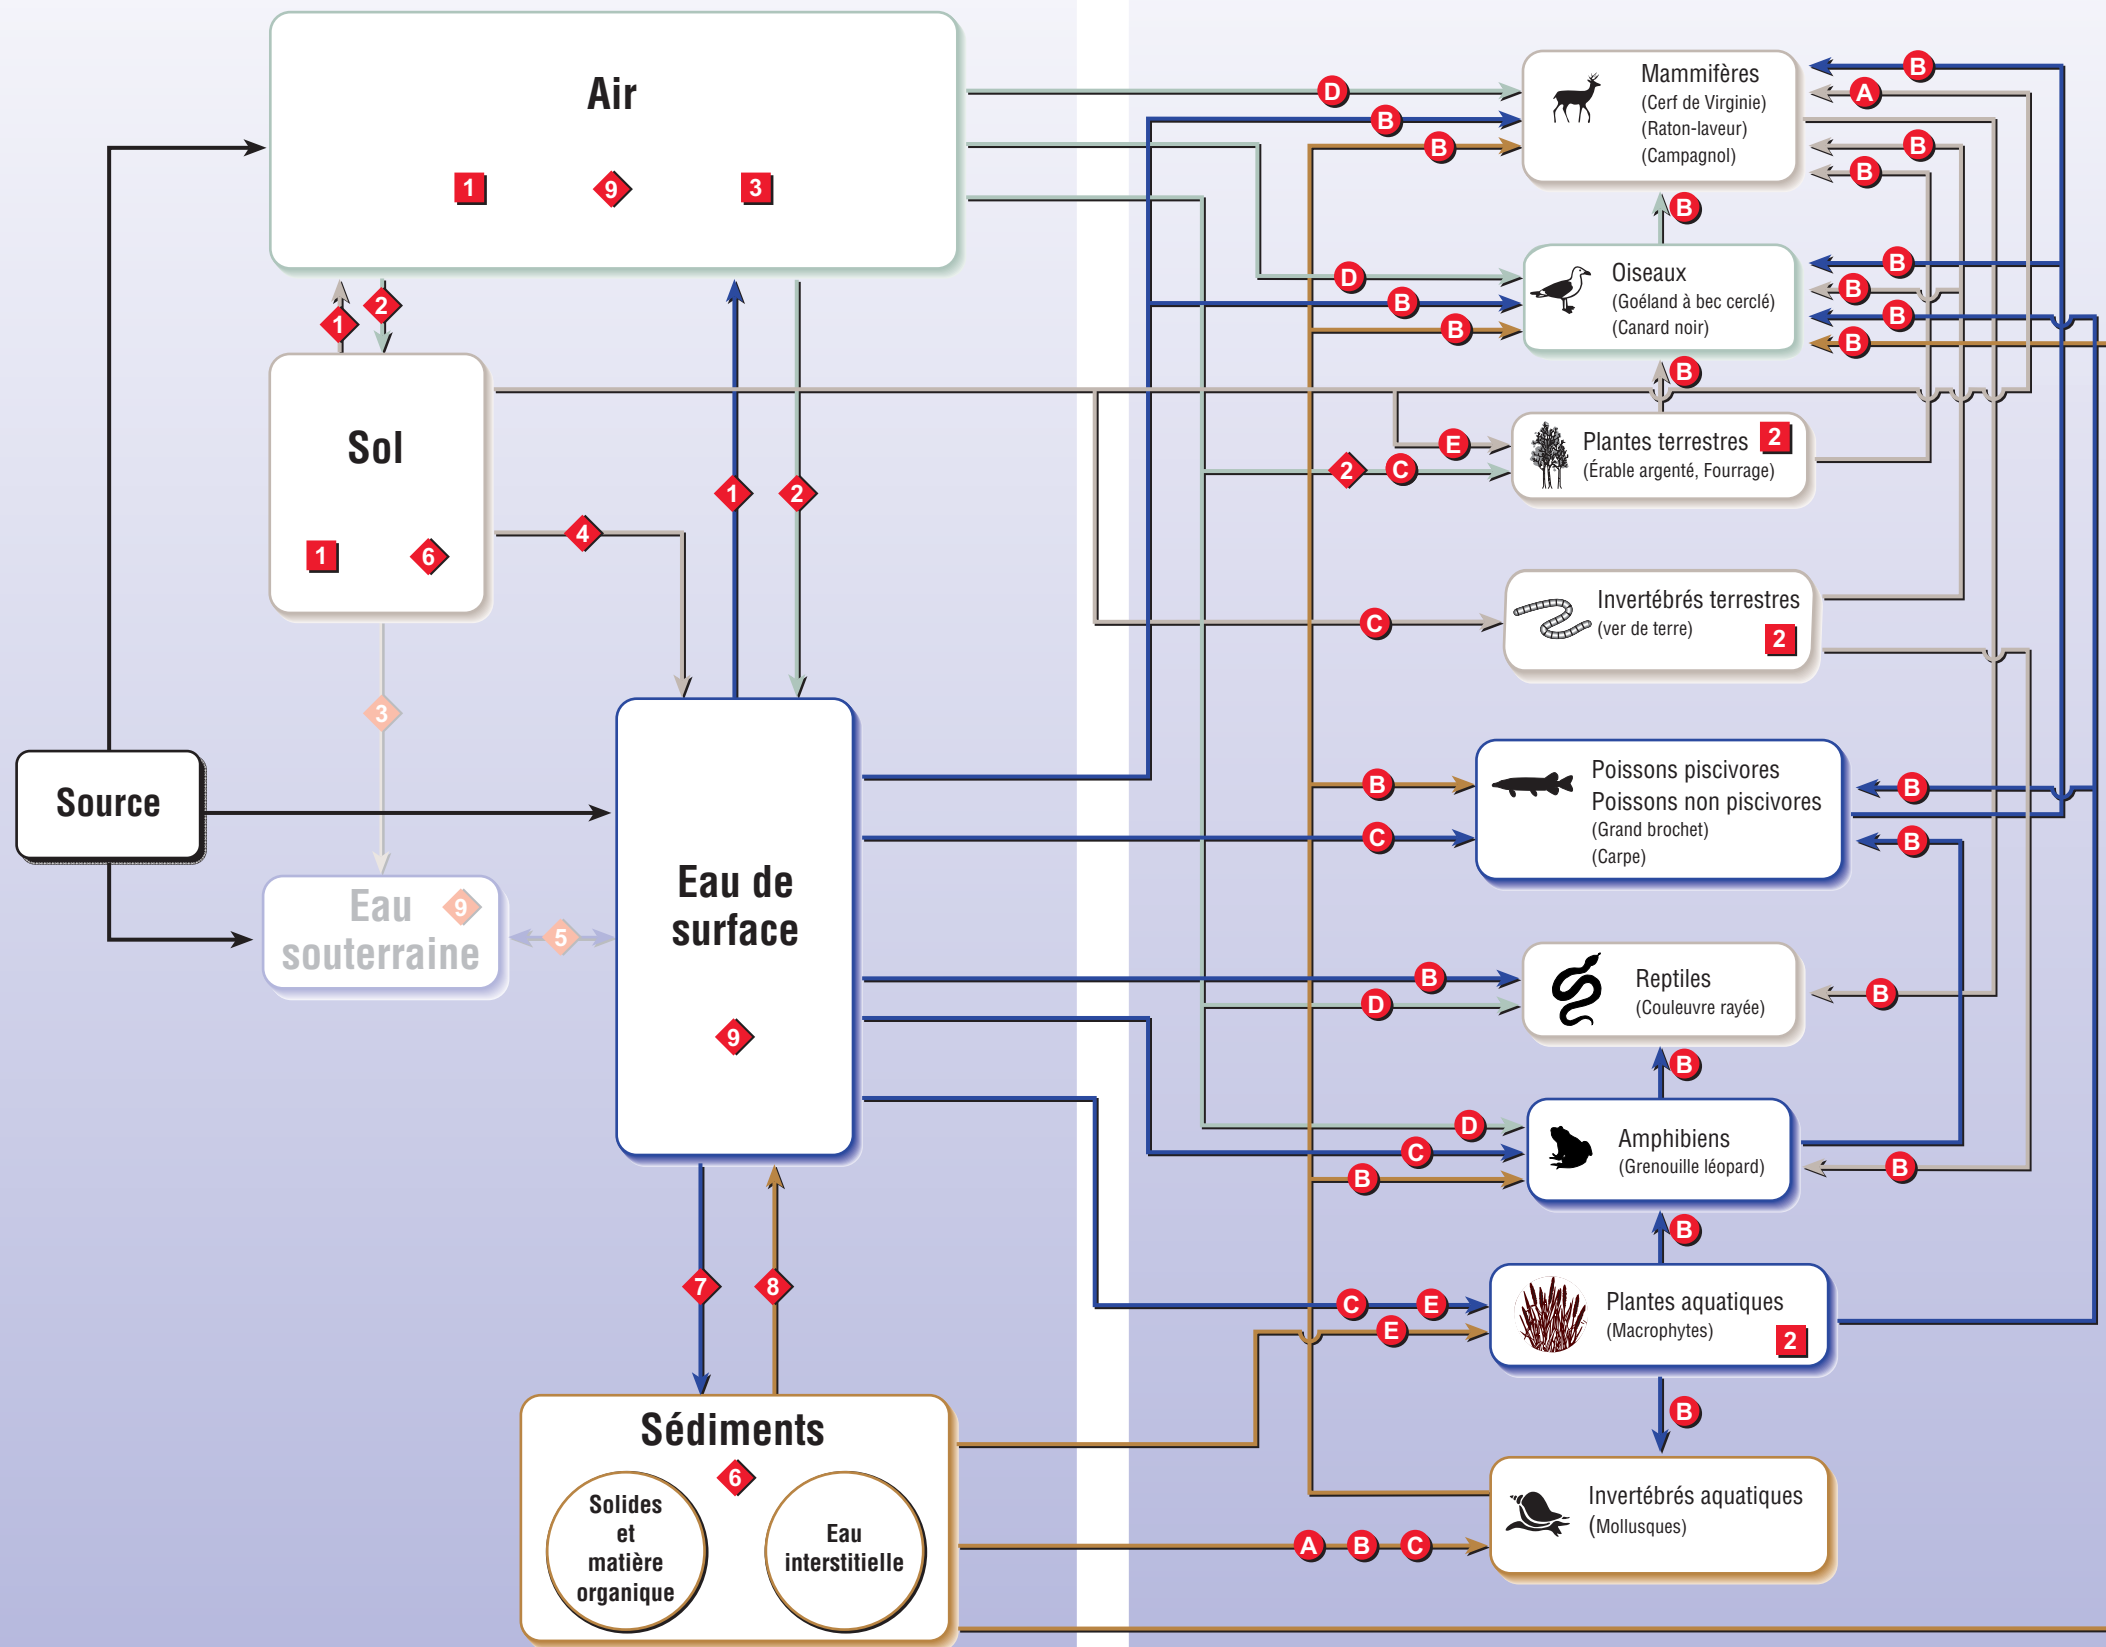 Air
1
9
3
1
2
Sol
1
6
4
1
2
3
Source
Eau
souterraine
9
5
Eau de
surface
9
7
8
Sédiments
6
Solides
et
matière
organique
Eau
interstitielle
D
B
B
Mammifères
(Cerf de Virginie)
(Raton-laveur)
(Campagnol)
B
A
B
B
B
D
B
B
Oiseaux
(Goéland à bec cerclé)
(Canard noir)
B
B
B
B
B
E
2
C
Plantes terrestres
2
(Érable argenté, Fourrage)
C
Invertébrés terrestres
(ver de terre)
2
B
C
Poissons piscivores
Poissons non piscivores
(Grand brochet)
(Carpe)
B
B
B
D
Reptiles
(Couleuvre rayée)
B
B
D
C
B
Amphibiens
(Grenouille léopard)
B
B
C
E
E
Plantes aquatiques
(Macrophytes)
2
B
A
B
C
Invertébrés aquatiques
(Mollusques)